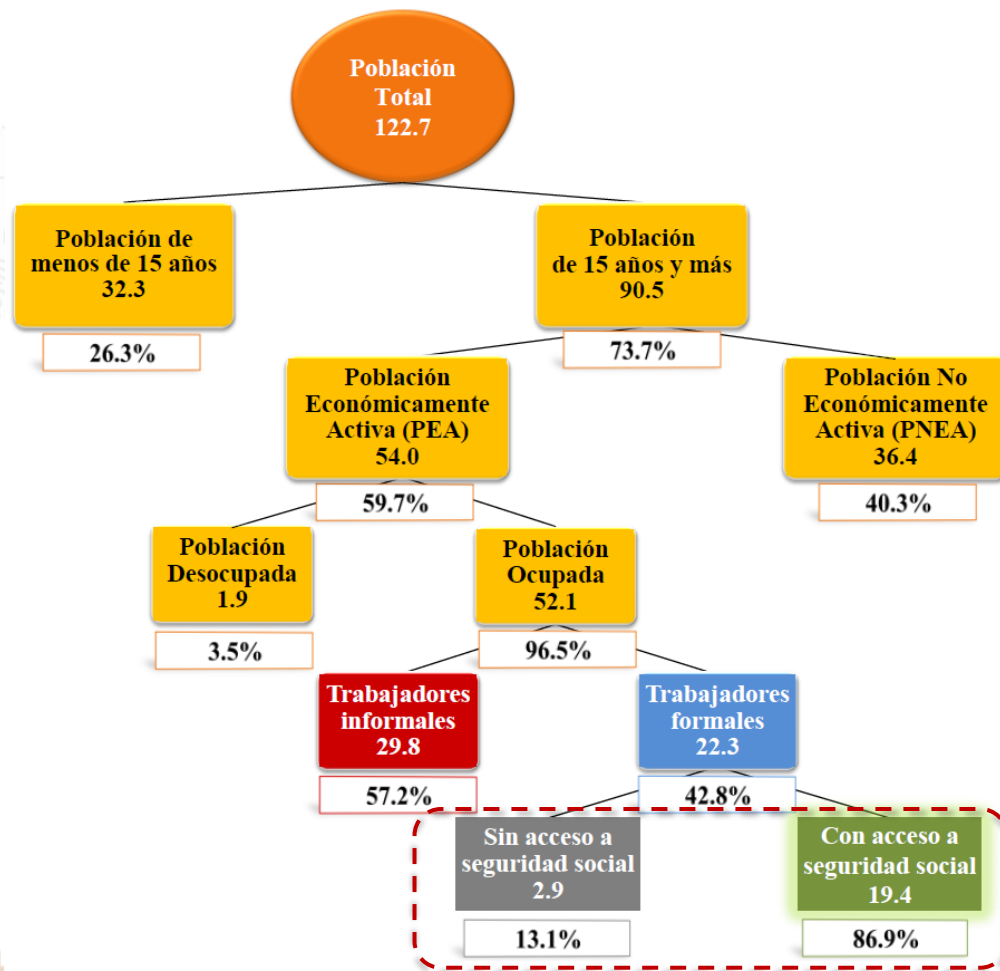 Población
Total
122.7
Población de
menos de 15 años
32.3
26.3%
Población
de 15 años y más
90.5
73.7%
Población
Económicamente
Activa (PEA)
54.0
59.7%
Población No
Económicamente
Activa (PNEA)
36.4
40.3%
Población
Desocupada
1.9
3.5%
Población
Ocupada
52.1
96.5%
Trabajadores
informales
29.8
57.2%
Trabajadores
formales
22.3
42.8%
Sin acceso a
seguridad social
2.9
13.1%
Con acceso a
seguridad social
19.4
86.9%